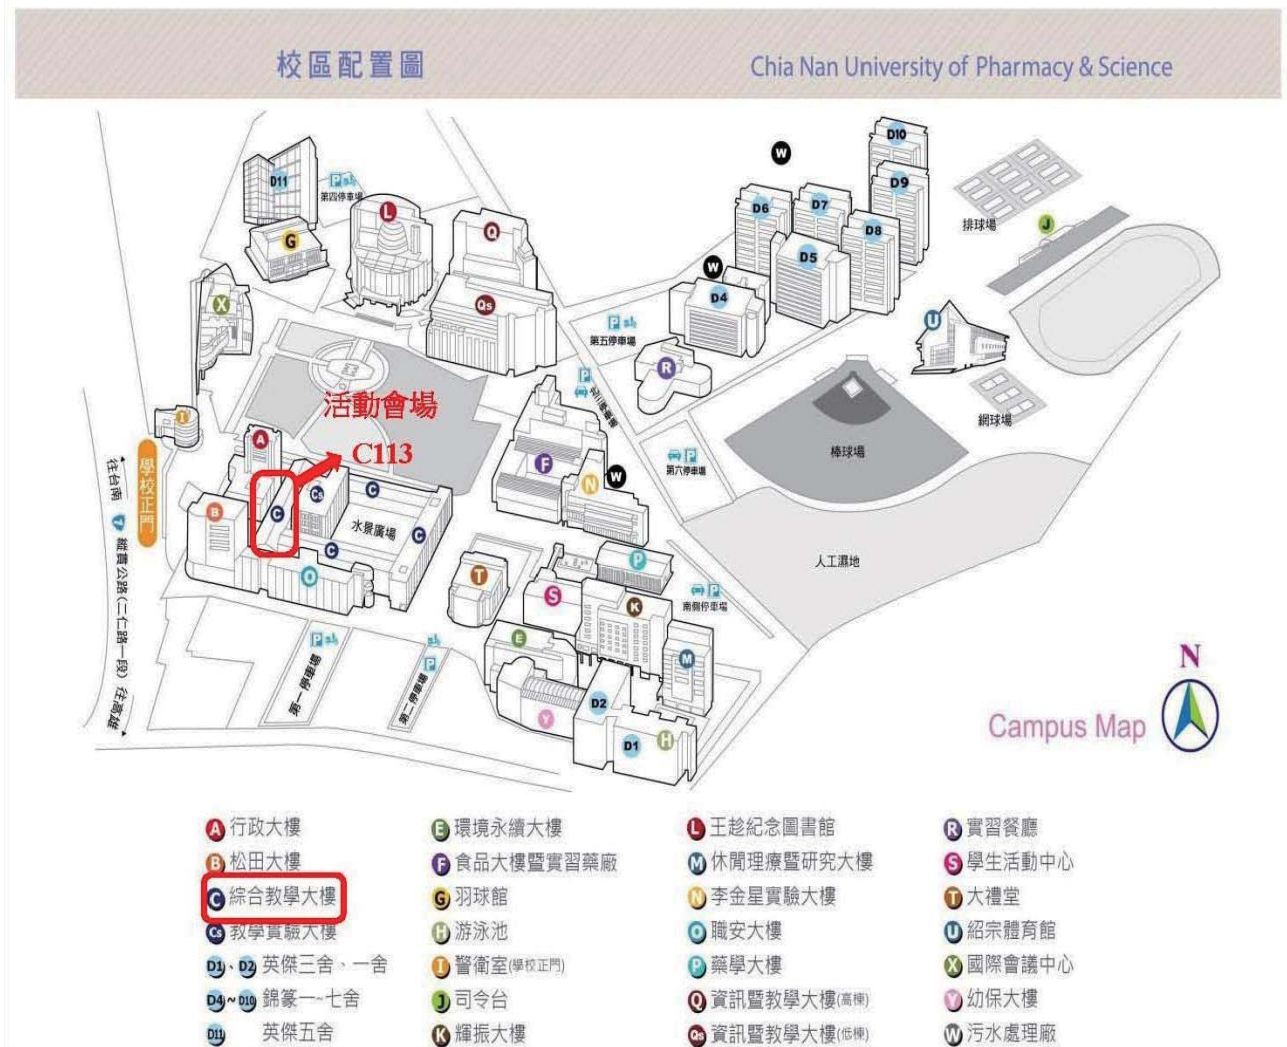 校區配置圖
Chia Nan University of Pharmacy & Science
D10
W
D9
D11
P
第四停車場
D6
D7
L
D8
排球場
J
G
Q
D5
W
D4
X
Qs
U
P
第五停車場
R
P
網球場
活動會場
C113
I
A
棒球場
P
第六停車場
往台南
學校正門
F
N
W
Cs
C
B
C
水景廣場
C
C
人工濕地
1
縱貫公路(二仁路一段)
往高雄
O
T
P
S
K
P
南側停車場
E
M
P
第一停車場
P
第二停車場
D2
Y
D1
H
N
Campus Map
A 行政大樓
B 松田大樓
C 綜合教學大樓
Cs 教學實驗大樓
D1、D2 英傑三舍、一舍
D4~D10 錦篆一~七舍
D11 英傑五舍
E 環境永續大樓
F 食品大樓暨實習藥廠
G 羽球館
H 游泳池
I 警衛室(學校正門)
J 司令台
K 輝振大樓
L 王趁紀念圖書館
M 休閒理療暨研究大樓
N 李金星實驗大樓
O 職安大樓
P 藥學大樓
Q 資訊暨教學大樓(高棟)
Qs 資訊暨教學大樓(低棟)
R 實習餐廳
S 學生活動中心
T 大禮堂
U 紹宗體育館
X 國際會議中心
Y 幼保大樓
W 污水處理廠